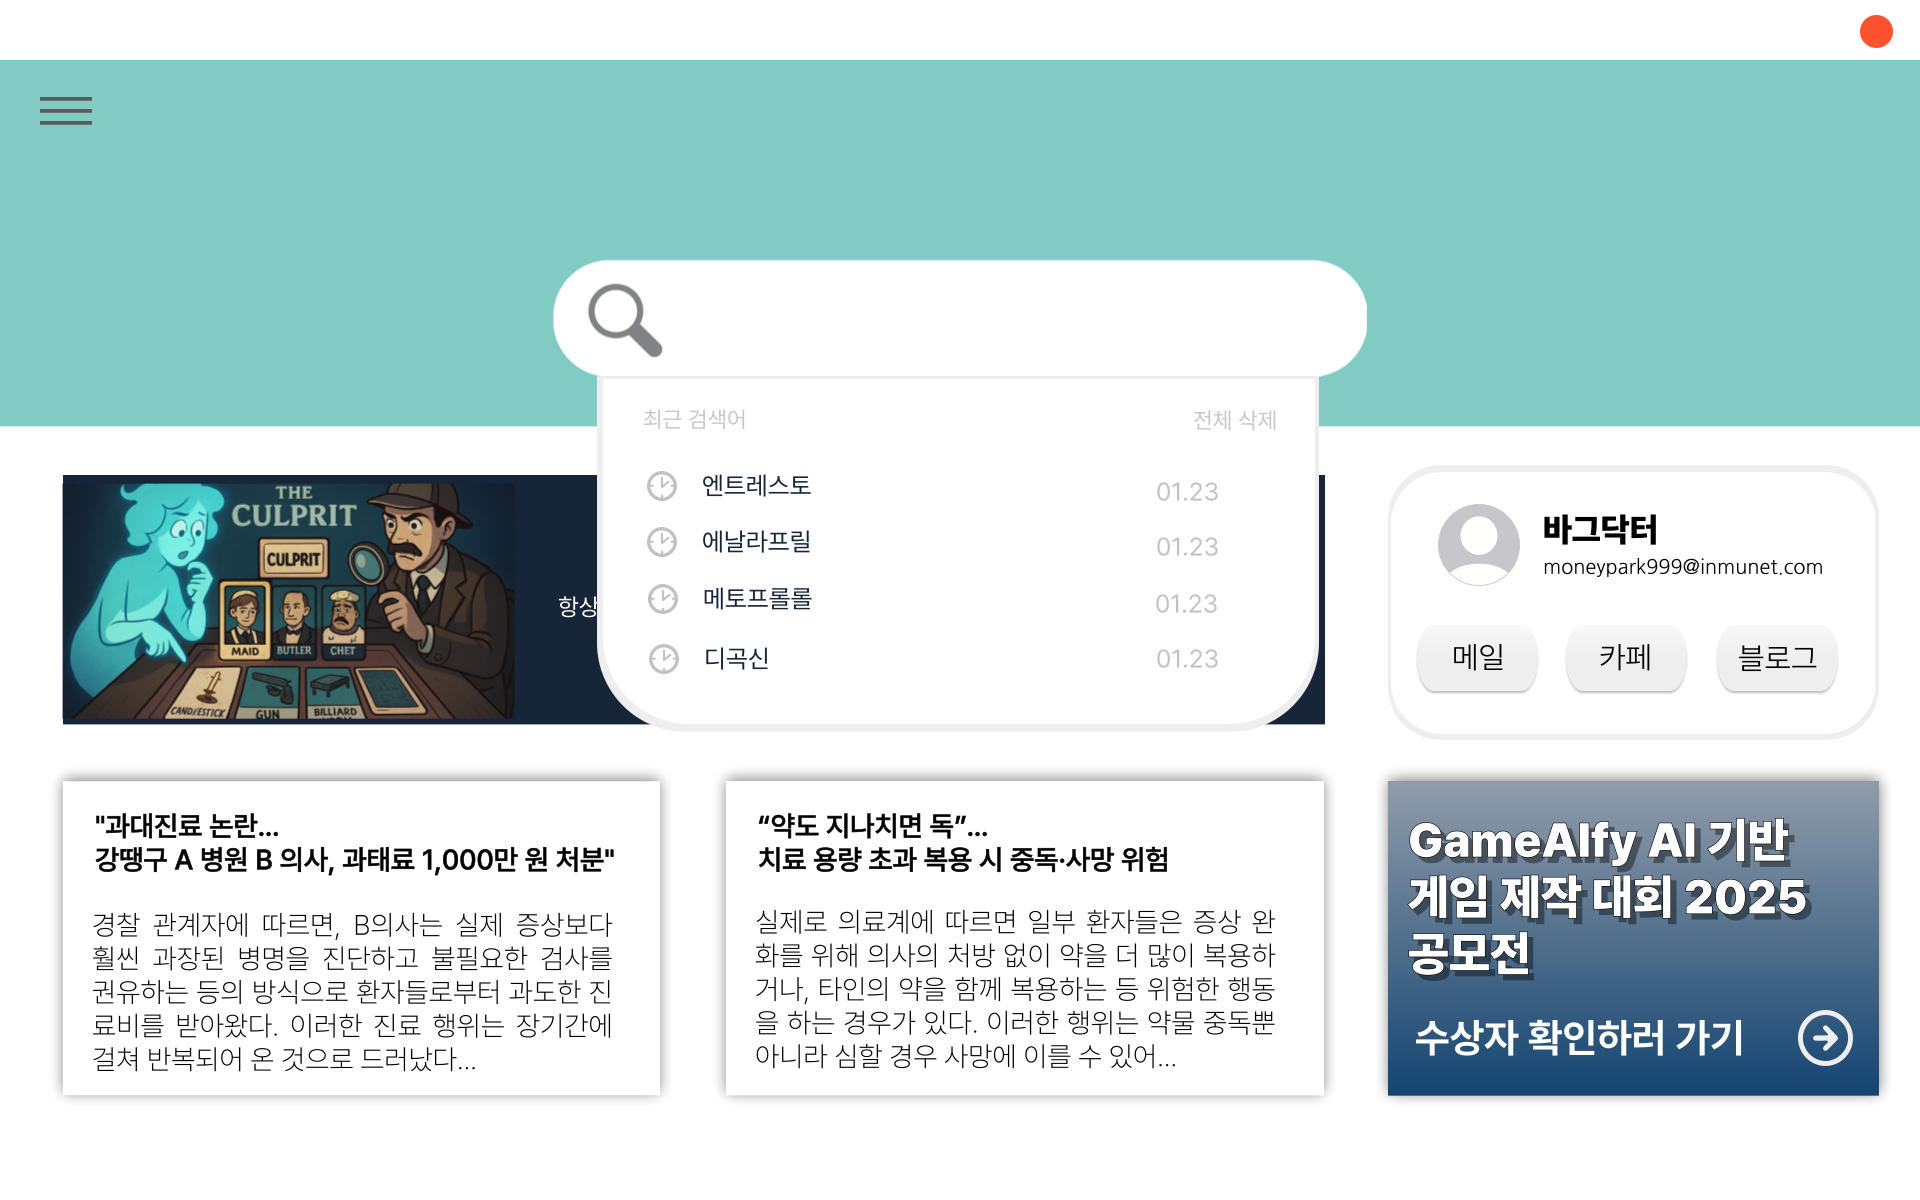 최근 검색어
전체 삭제
엔트레스토
01.23
에날라프릴
01.23
메토프롤롤
01.23
디곡신
01.23
THE
CULPRIT
CULPRIT
MAID
BUTLER
CHET
CANDLESTICK
GUN
BILLIARD
항상
바그닥터
moneypark999@inmunet.com
메일
카페
블로그
"과대진료 논란...
강땡구 A 병원 B 의사, 과태료 1,000만 원 처분"
경찰 관계자에 따르면, B의사는 실제 증상보다
훨씬 과장된 병명을 진단하고 불필요한 검사를
권유하는 등의 방식으로 환자들로부터 과도한 진
료비를 받아왔다. 이러한 진료 행위는 장기간에
걸쳐 반복되어 온 것으로 드러났다...
“약도 지나치면 독”...
치료 용량 초과 복용 시 중독·사망 위험
실제로 의료계에 따르면 일부 환자들은 증상 완
화를 위해 의사의 처방 없이 약을 더 많이 복용하
거나, 타인의 약을 함께 복용하는 등 위험한 행동
을 하는 경우가 있다. 이러한 행위는 약물 중독뿐
아니라 심할 경우 사망에 이를 수 있어...
GameAIfy AI 기반
게임 제작 대회 2025
공모전
수상자 확인하러 가기